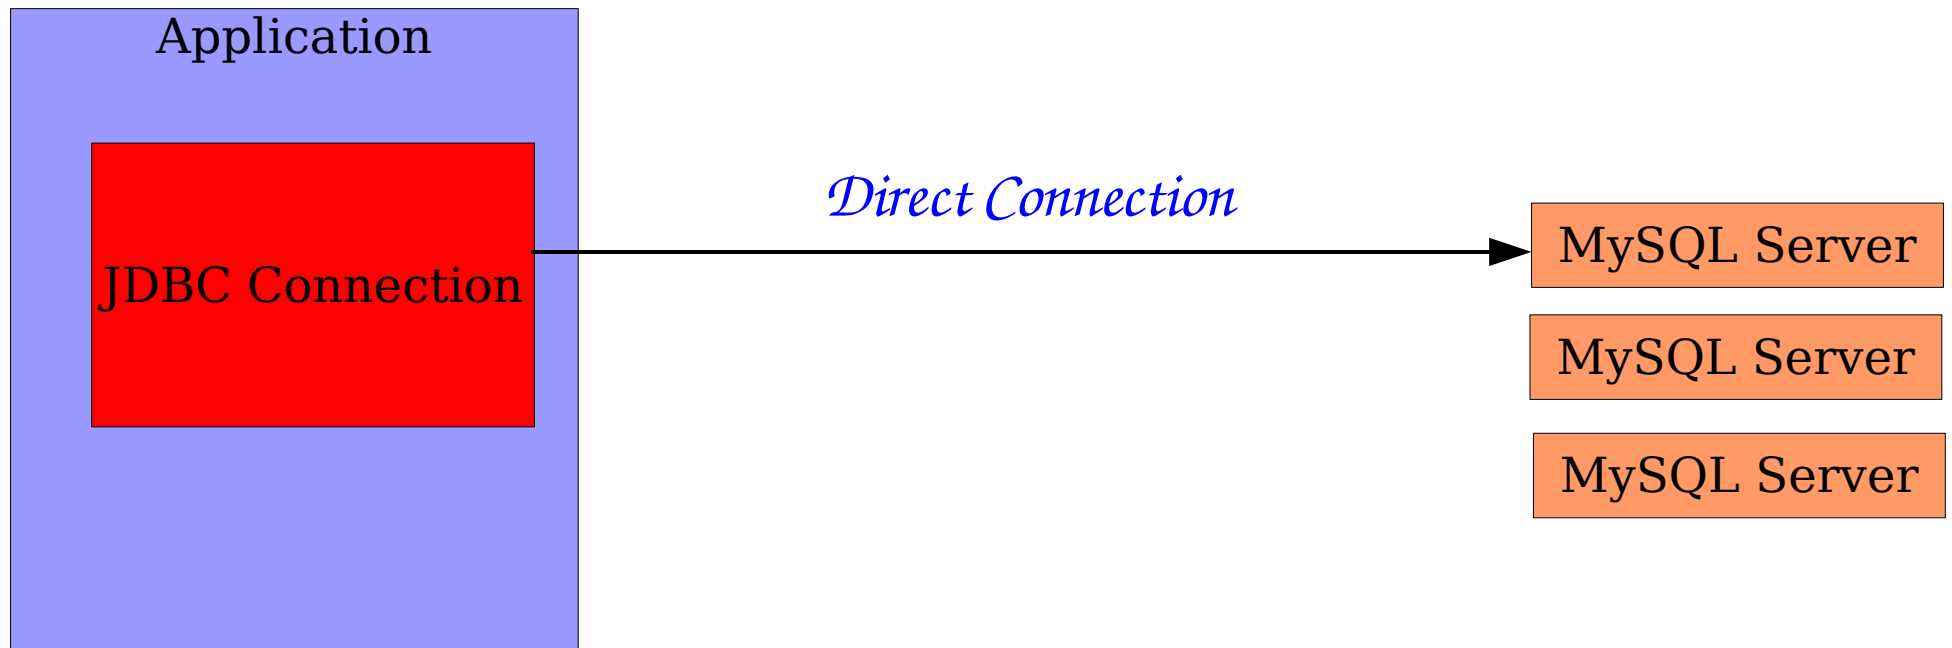 Application
Direct Connection
JDBC Connection
MySQL Server
MySQL Server
MySQL Server